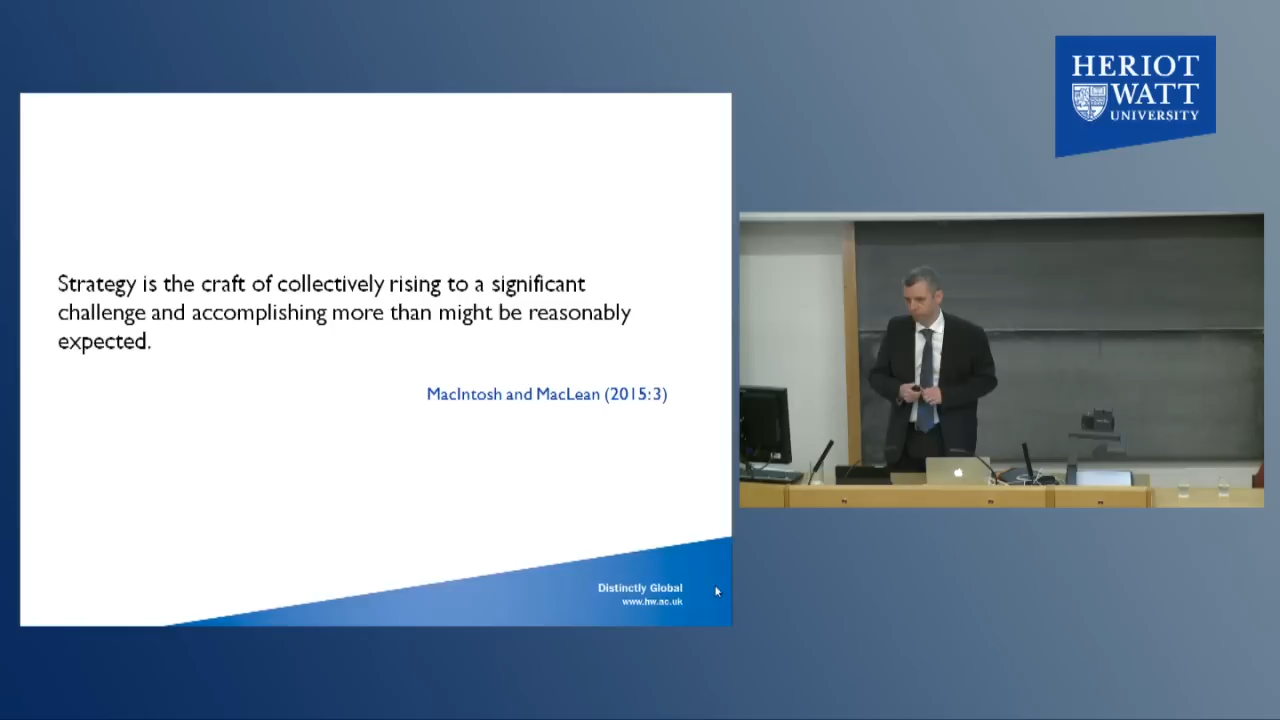 HERIOT
WATT
UNIVERSITY
Strategy is the craft of collectively rising to a significant
challenge and accomplishing more than might be reasonably
expected.
MacIntosh and MacLean (2015:3)
Distinctly Global
www.hw.ac.uk